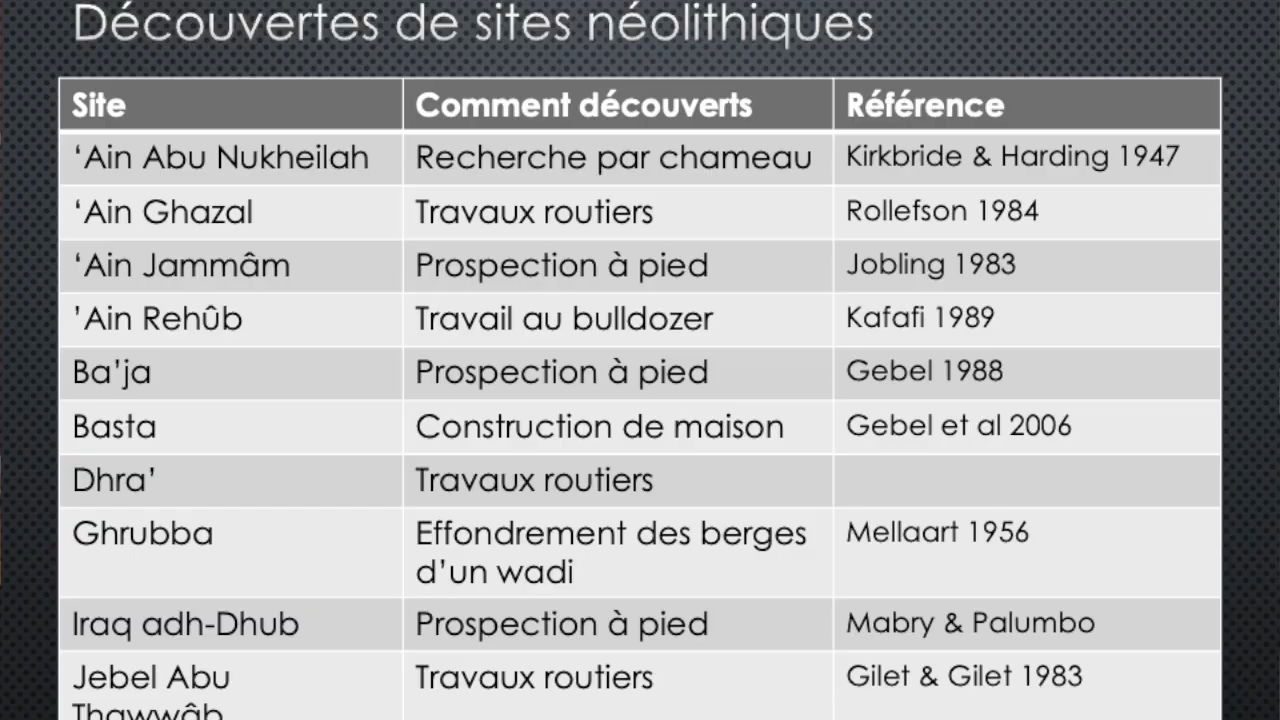 Découvertes de sites néolithiques
Site Comment découverts Référence
‘Ain Abu Nukheilah Recherche par chameau Kirkbride & Harding 1947
‘Ain Ghazal Travaux routiers Rollefson 1984
‘Ain Jammâm Prospection à pied Jobling 1983
’Ain Rehûb Travail au bulldozer Kafafi 1989
Ba’ja Prospection à pied Gebel 1988
Basta Construction de maison Gebel et al 2006
Dhra’ Travaux routiers
Ghrubba Effondrement des berges Mellaart 1956
d’un wadi
Iraq adh-Dhub Prospection à pied Mabry & Palumbo
Jebel Abu Travaux routiers Gilet & Gilet 1983
Thawwâb